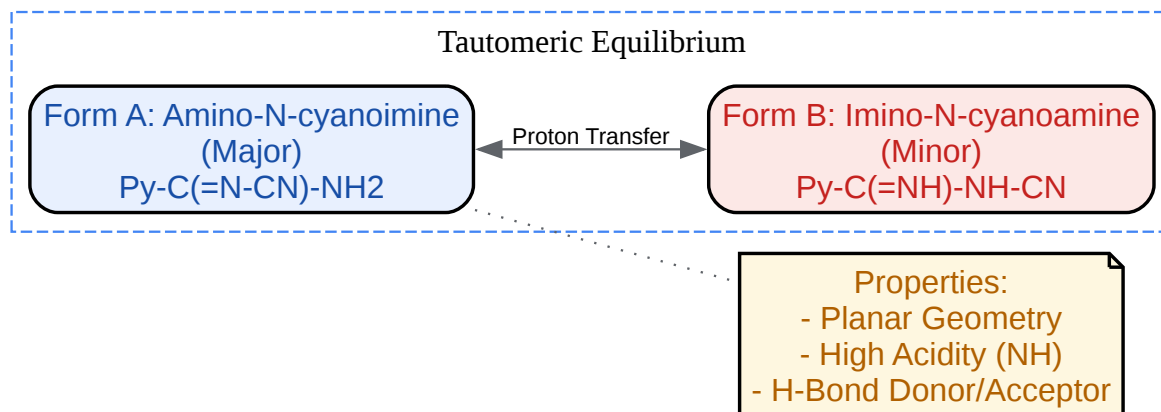 Tautomeric Equilibrium
Form A: Amino-N-cyanoimine
(Major)
Py-C(=N-CN)-NH2
Proton Transfer
Form B: Imino-N-cyanoamine
(Minor)
Py-C(=NH)-NH-CN
Properties:
- Planar Geometry
- High Acidity (NH)
- H-Bond Donor/Acceptor